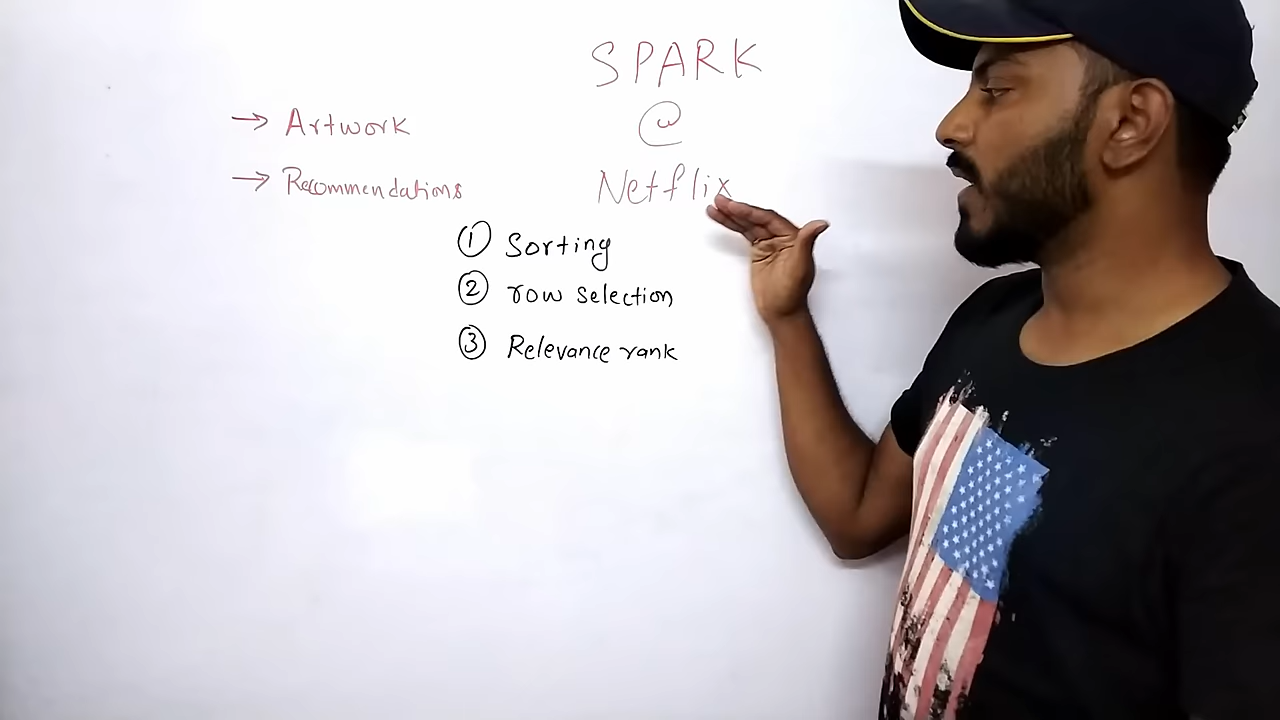 SPARK
@
Netflix
→ Artwork
→ Recommendations
① Sorting
② row selection
③ Relevance rank